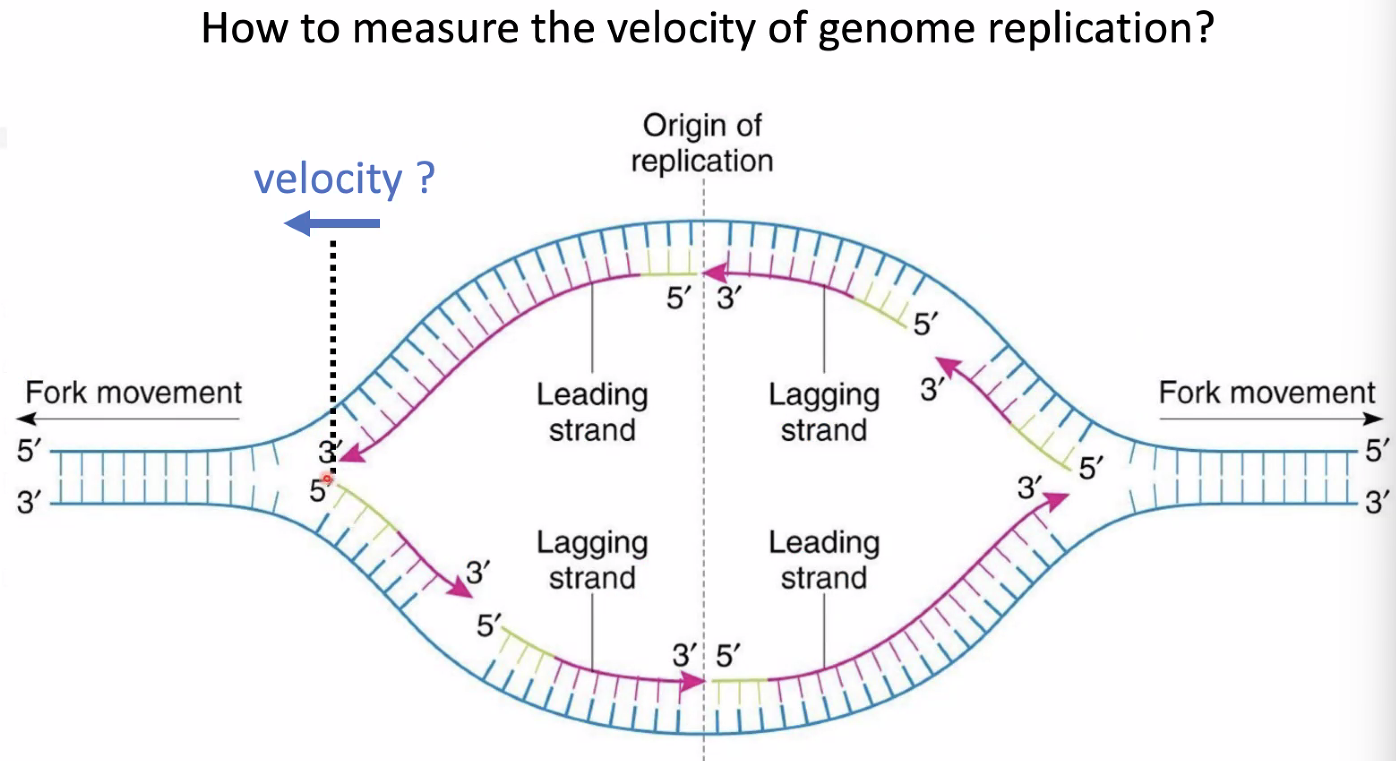 How to measure the velocity of genome replication?
Origin of
replication
velocity ?
5′ 3′
5′
Fork movement
Leading
strand
Lagging
strand
3′
Fork movement
5′
3′
5′
5′
3′
5′
3′
3′
Lagging
strand
Leading
strand
3′
5′
3′ 5′